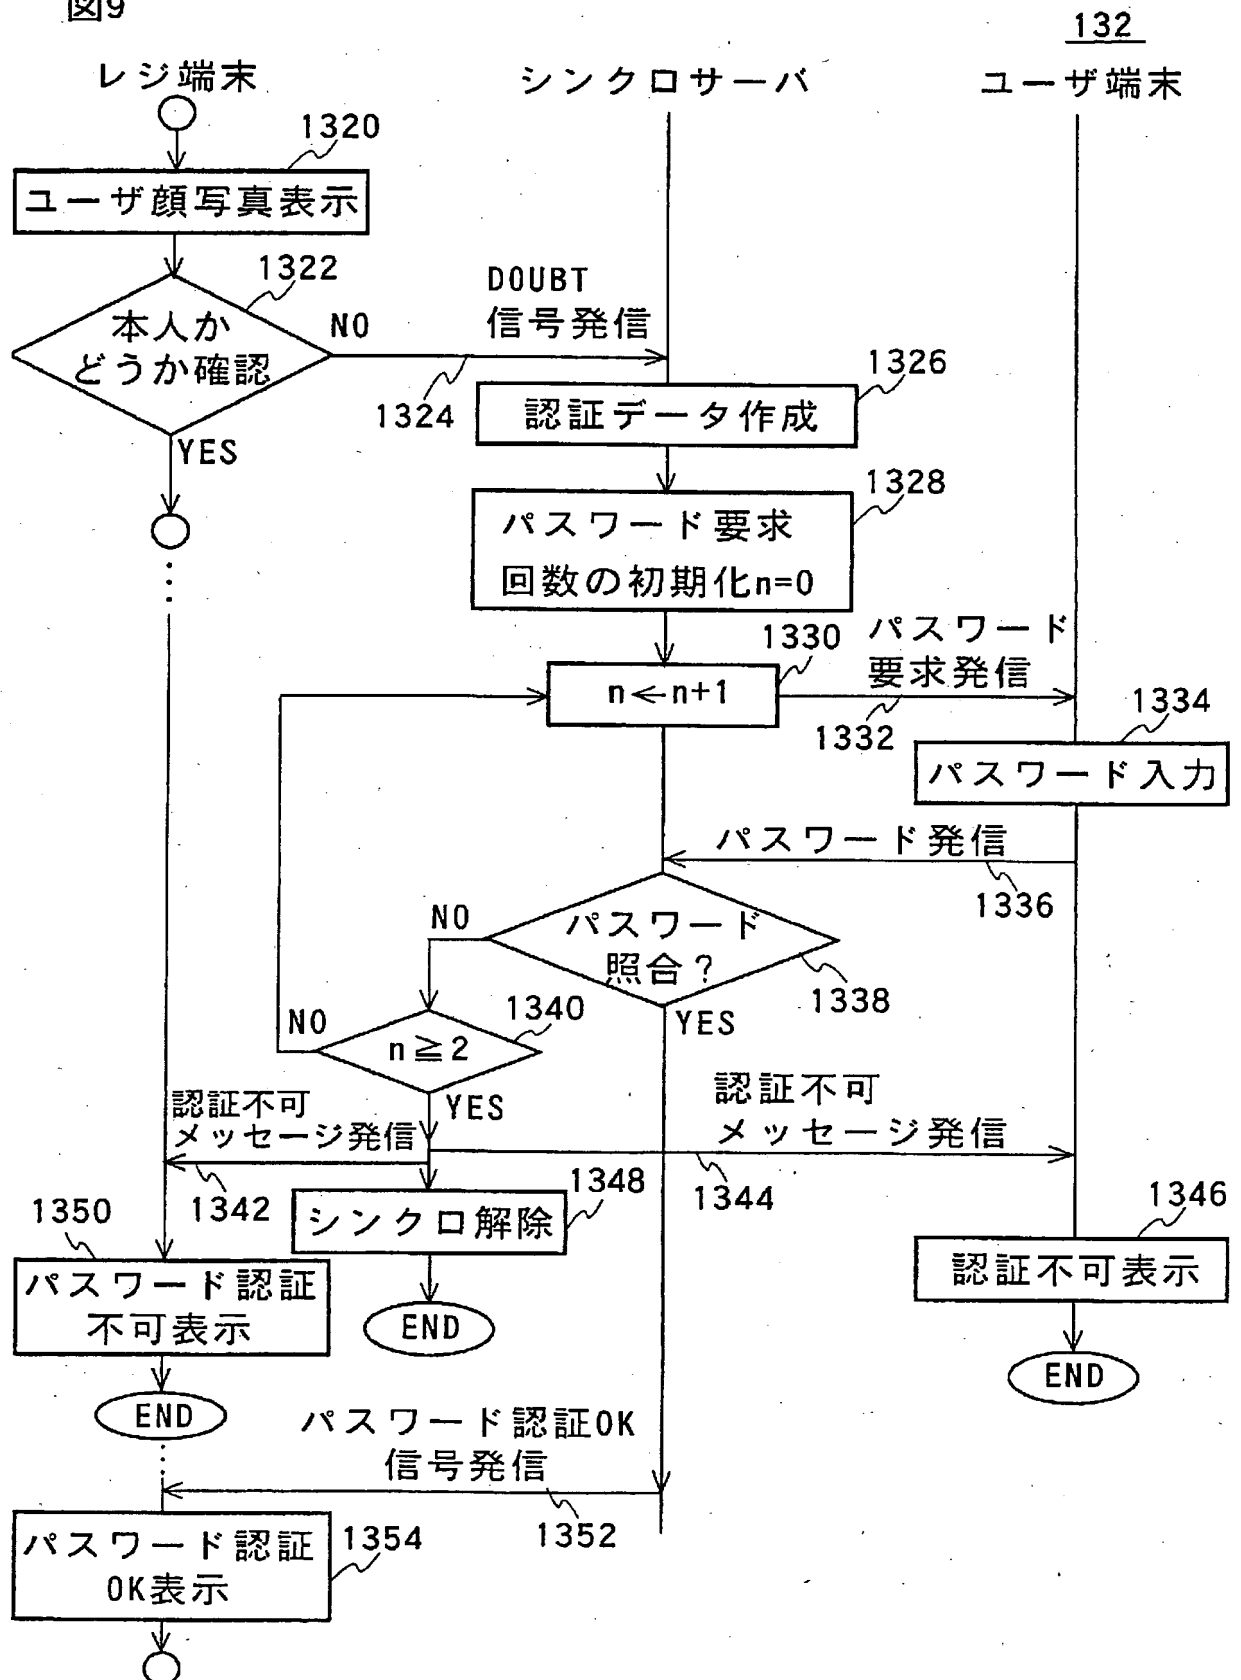 図9
132
レジ端末
シンクロサーバ
ユーザ端末
1320
ユーザ顔写真表示
1322
本人か
どうか確認
NO
YES
DOUBT
信号発信
1324
1326
認証データ作成
1328
パスワード要求
回数の初期化n=0
1330
n←n+1
パスワード
要求発信
1332
1334
パスワード入力
パスワード発信
1336
パスワード
照合?
1338
NO
YES
1340
n≧2
NO
YES
認証不可
メッセージ発信
1342
認証不可
メッセージ発信
1344
1348
シンクロ解除
END
1346
認証不可表示
END
1350
パスワード認証
不可表示
END
パスワード認証OK
信号発信
1352
パスワード認証
OK表示
1354